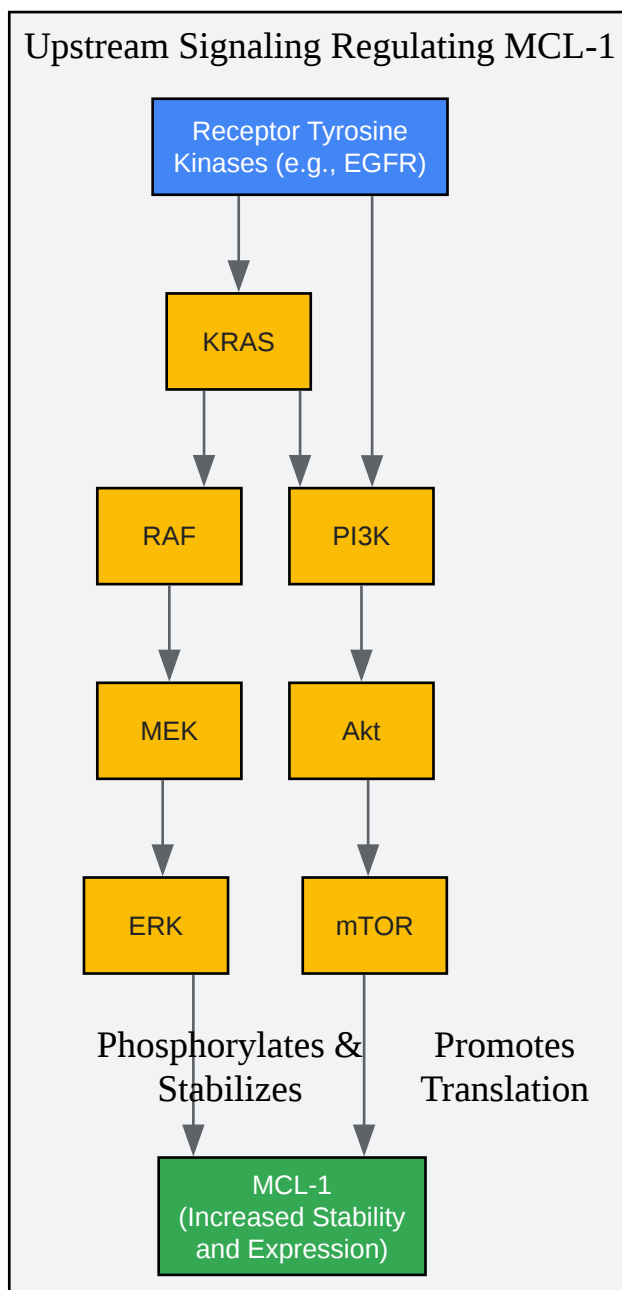 Upstream Signaling Regulating MCL-1
Receptor Tyrosine
Kinases (e.g., EGFR)
KRAS
RAF
PI3K
MEK
Akt
ERK
mTOR
Phosphorylates &
Stabilizes
Promotes
Translation
MCL-1
(Increased Stability
and Expression)